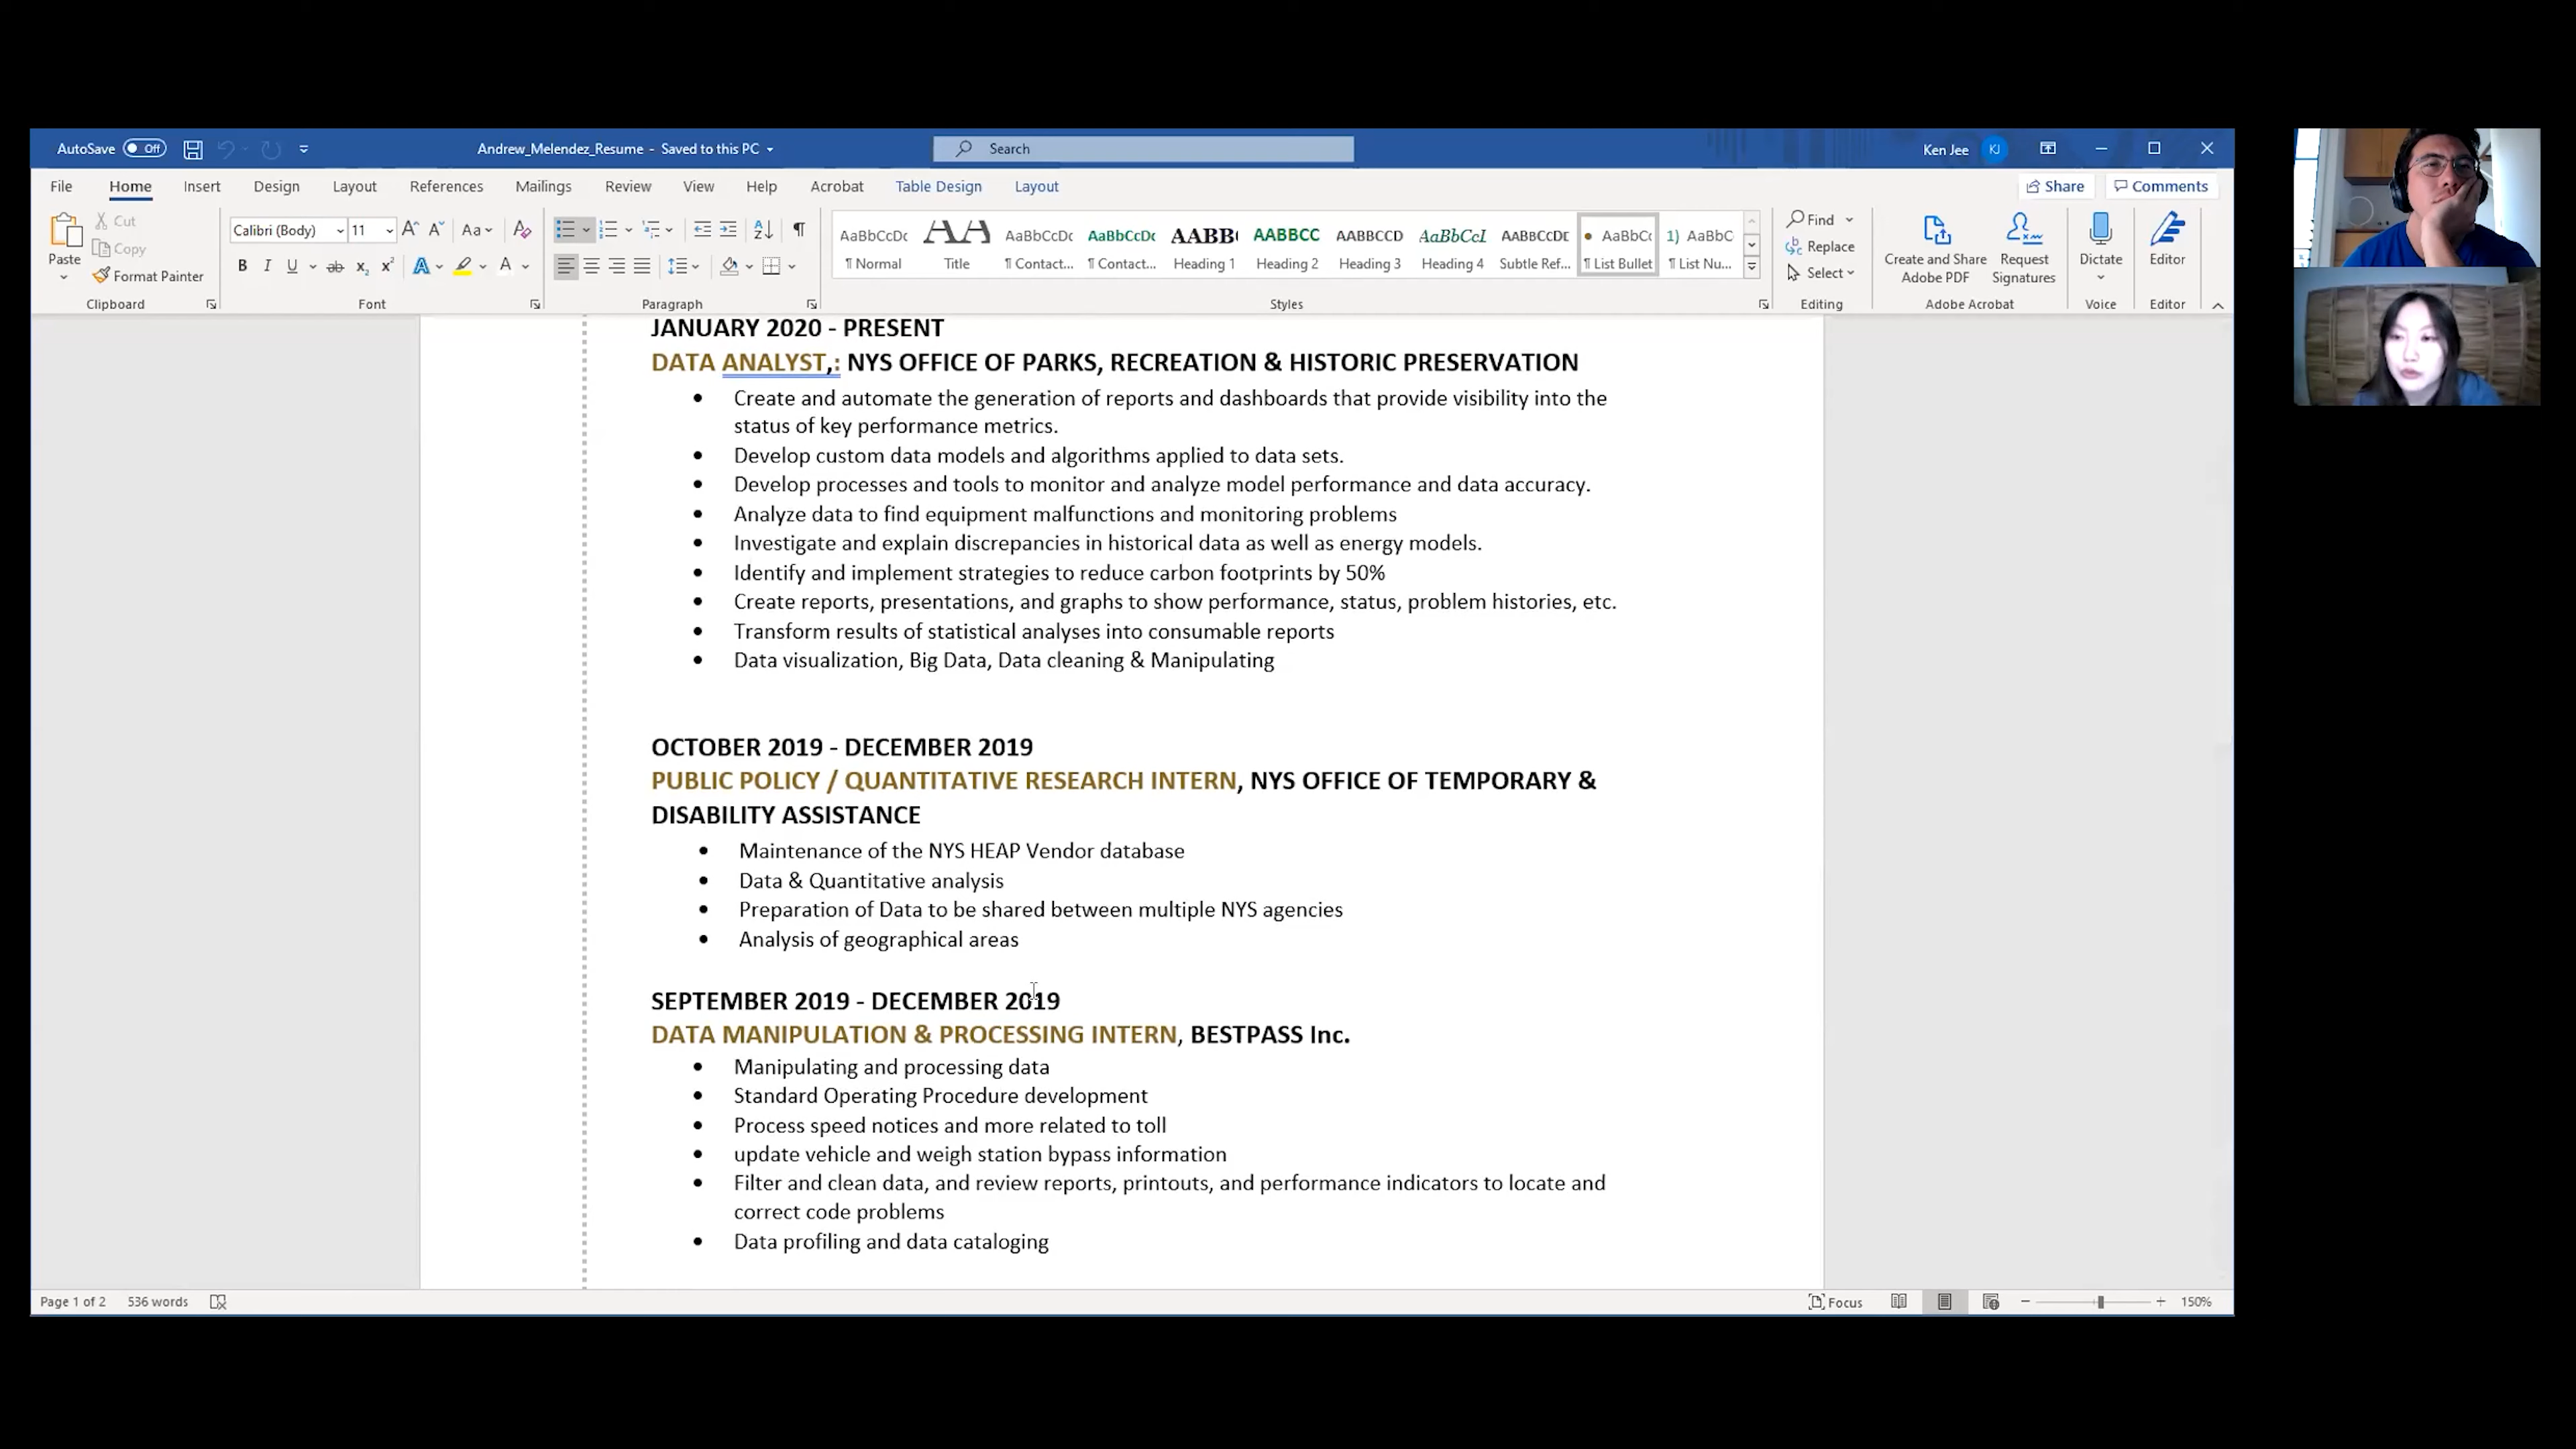 AutoSave Off
Andrew_Melendez_Resume - Saved to this PC
Search
Ken Jee KJ
File Home Insert Design Layout References Mailings Review View Help Acrobat Table Design Layout
Share Comments
Paste
Cut
Copy
Format Painter
Clipboard
Calibri (Body) 11
Font
Paragraph
AaBbCcDc AA AaBbCcDc AaBbCcDc AABB( AABBCC AABBCCD AaBbCcI AABBCCDE AaBbCc 1) AaBbC
¶ Normal Title ¶ Contact... ¶ Contact... Heading 1 Heading 2 Heading 3 Heading 4 Subtle Ref... ¶ List Bullet ¶ List Nu...
Styles
Find
Replace
Select
Editing
Create and Share
Adobe PDF
Request
Signatures
Adobe Acrobat
Dictate
Voice
Editor
Editor
JANUARY 2020 - PRESENT
DATA ANALYST,: NYS OFFICE OF PARKS, RECREATION & HISTORIC PRESERVATION
• Create and automate the generation of reports and dashboards that provide visibility into the
status of key performance metrics.
• Develop custom data models and algorithms applied to data sets.
• Develop processes and tools to monitor and analyze model performance and data accuracy.
• Analyze data to find equipment malfunctions and monitoring problems
• Investigate and explain discrepancies in historical data as well as energy models.
• Identify and implement strategies to reduce carbon footprints by 50%
• Create reports, presentations, and graphs to show performance, status, problem histories, etc.
• Transform results of statistical analyses into consumable reports
• Data visualization, Big Data, Data cleaning & Manipulating
OCTOBER 2019 - DECEMBER 2019
PUBLIC POLICY / QUANTITATIVE RESEARCH INTERN, NYS OFFICE OF TEMPORARY &
DISABILITY ASSISTANCE
• Maintenance of the NYS HEAP Vendor database
• Data & Quantitative analysis
• Preparation of Data to be shared between multiple NYS agencies
• Analysis of geographical areas
SEPTEMBER 2019 - DECEMBER 2019
DATA MANIPULATION & PROCESSING INTERN, BESTPASS Inc.
• Manipulating and processing data
• Standard Operating Procedure development
• Process speed notices and more related to toll
• update vehicle and weigh station bypass information
• Filter and clean data, and review reports, printouts, and performance indicators to locate and
correct code problems
• Data profiling and data cataloging
Page 1 of 2 536 words
Focus 150%